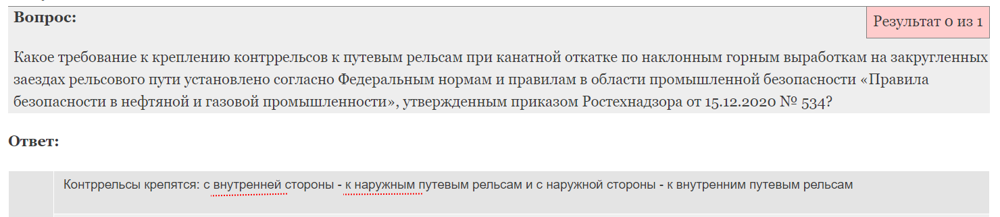 Вопрос:
Результат 0 из 1
Какое требование к креплению контррельсов к путевым рельсам при канатной откатке по наклонным горным выработкам на закругленных
заездах рельсового пути установлено согласно Федеральным нормам и правилам в области промышленной безопасности «Правила
безопасности в нефтяной и газовой промышленности», утвержденным приказом Ростехнадзора от 15.12.2020 № 534?
Ответ:
Контррельсы крепятся: с внутренней стороны - к наружным путевым рельсам и с наружной стороны - к внутренним путевым рельсам